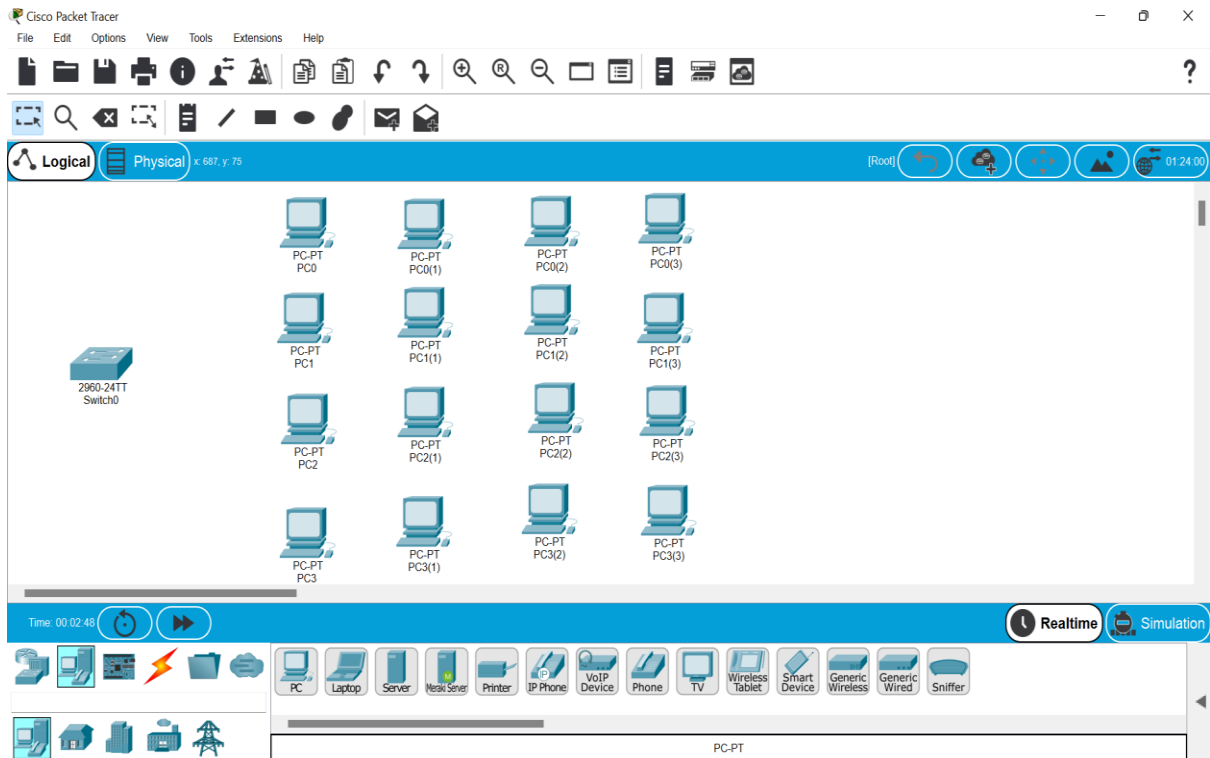 Cisco Packet Tracer
File Edit Options View Tools Extensions Help
R
?
Logical Physical x: 687, y: 75 [Root] 01:24:00
PC-PT
PC0
PC-PT
PC0(1)
PC-PT
PC0(2)
PC-PT
PC0(3)
PC-PT
PC1
PC-PT
PC1(1)
PC-PT
PC1(2)
PC-PT
PC1(3)
2960-24TT
Switch0
PC-PT
PC2
PC-PT
PC2(1)
PC-PT
PC2(2)
PC-PT
PC2(3)
PC-PT
PC3
PC-PT
PC3(1)
PC-PT
PC3(2)
PC-PT
PC3(3)
Time: 00:02:48 Realtime Simulation
PC
Laptop
Server
M
Meraki Server
Printer
IP
IP Phone
VoIP
Device
Phone
TV
Wireless
Tablet
Smart
Device
Generic
Wireless
Generic
Wired
Sniffer
PC-PT